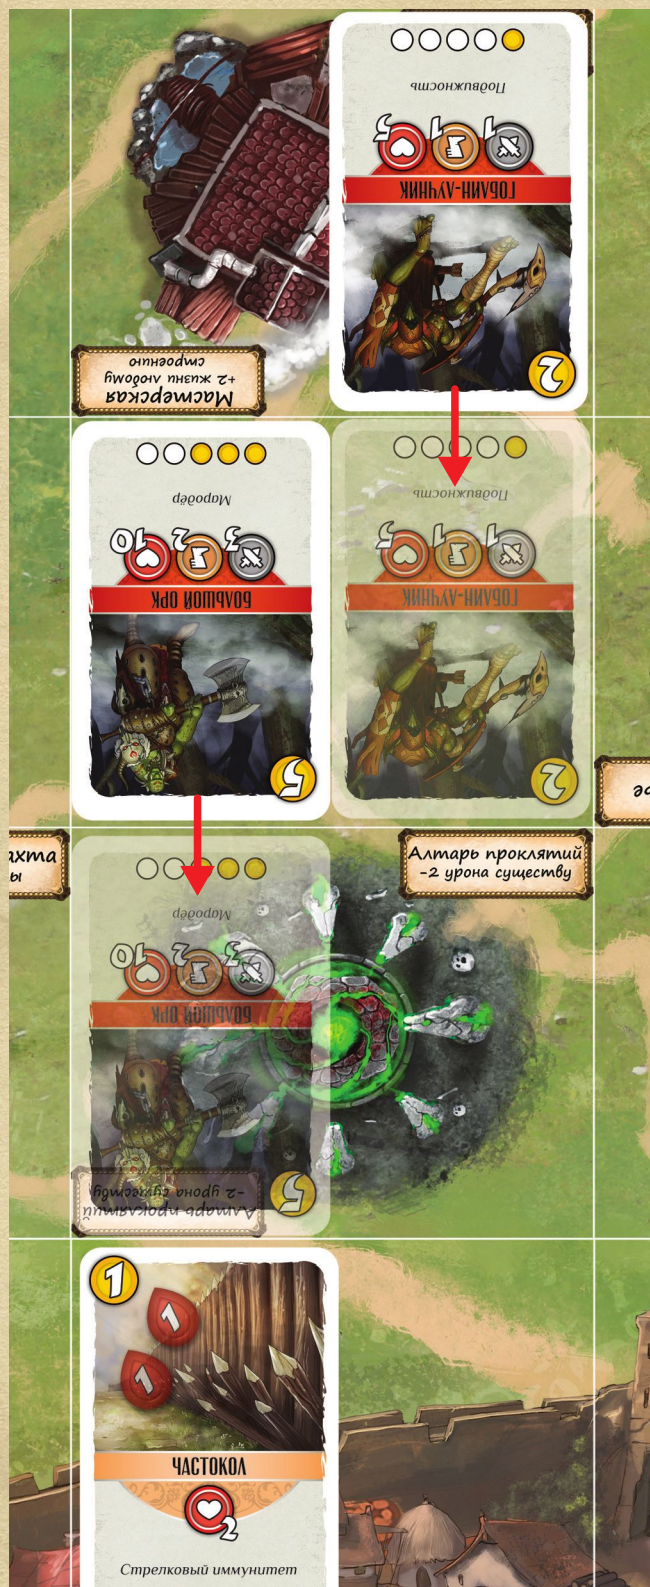 Подвижность
5
1
1
ГОБЛИН-ЛУЧНИК
2
Мастерская
+2 жизни любому
строению
Мародёр
10
2
3
БОЛЬШОЙ ОРК
5
Подвижность
5
1
1
ГОБЛИН-ЛУЧНИК
2
ое
ахта
ы
Алтарь проклятий
-2 урона существу
Мародёр
10
2
3
БОЛЬШОЙ ОРК
5
Алтарь проклятий
-2 урона существу
1
1
1
ЧАСТОКОЛ
2
Стрелковый иммунитет